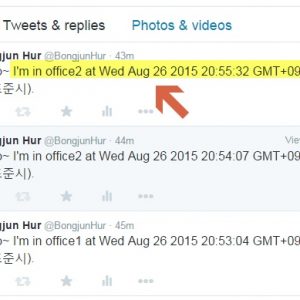 Tweets & replies Photos & videos
gjun Hur @BongjunHur · 43m
~ I'm in office2 at Wed Aug 26 2015 20:55:32 GMT+09
준시).
gjun Hur @BongjunHur · 44m
~ I'm in office2 at Wed Aug 26 2015 20:54:07 GMT+09
준시).
gjun Hur @BongjunHur · 45m
~ I'm in office1 at Wed Aug 26 2015 20:53:04 GMT+09
준시).